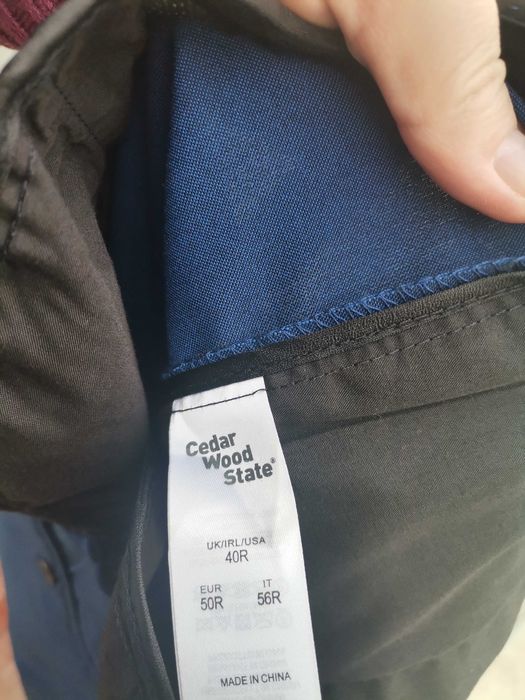 Cedar
Wood
State®
UK/IRL/USA
40R
EUR IT
50R 56R
MADE IN CHINA